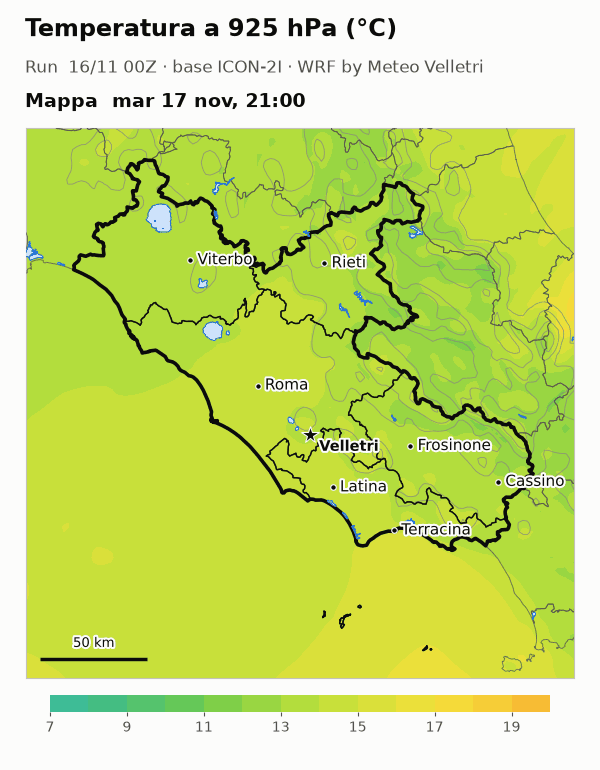 Temperatura a 925 hPa (°C)
Run  16/11 00Z · base ICON-2I · WRF by Meteo Velletri
Mappa  mar 17 nov, 21:00
Viterbo
Rieti
Roma
Velletri
Frosinone
Cassino
Latina
Terracina
50 km
7 9 11 13 15 17 19